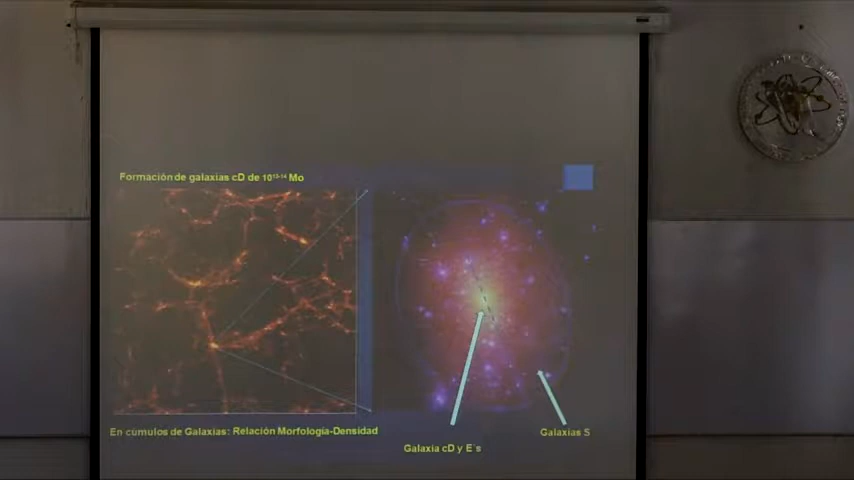 Formación de galaxias cD de 10¹³⁻¹⁴ Mo
En cúmulos de Galaxias: Relación Morfología-Densidad
Galaxia cD y E´s
Galaxias S